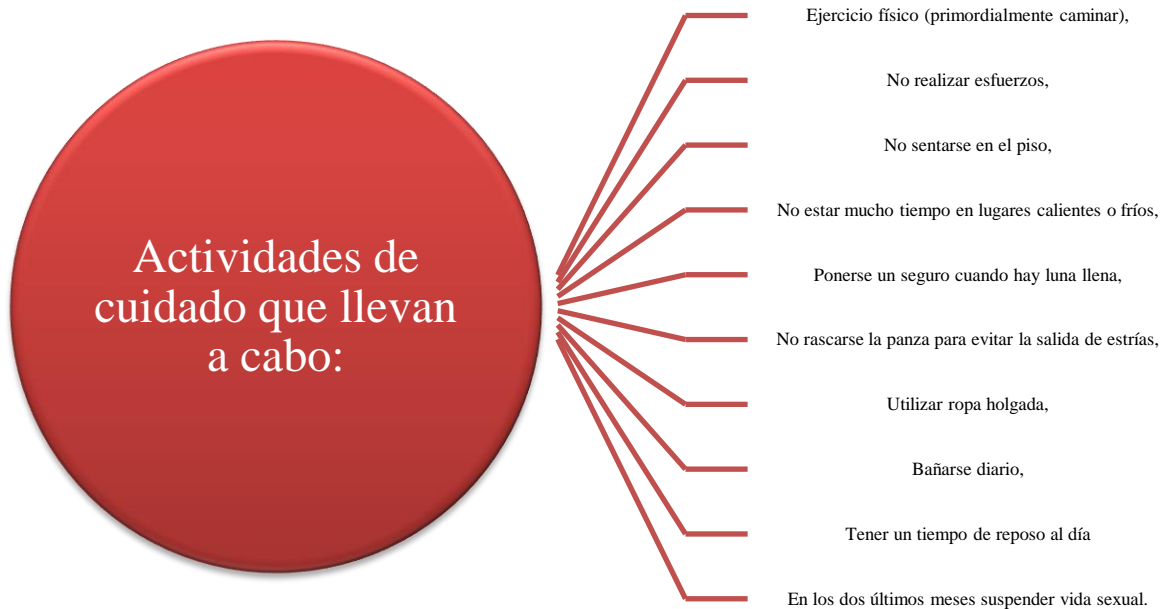 Actividades de
cuidado que llevan
a cabo:
Ejercicio físico (primordialmente caminar),
No realizar esfuerzos,
No sentarse en el piso,
No estar mucho tiempo en lugares calientes o fríos,
Ponerse un seguro cuando hay luna llena,
No rascarse la panza para evitar la salida de estrías,
Utilizar ropa holgada,
Bañarse diario,
Tener un tiempo de reposo al día
En los dos últimos meses suspender vida sexual.